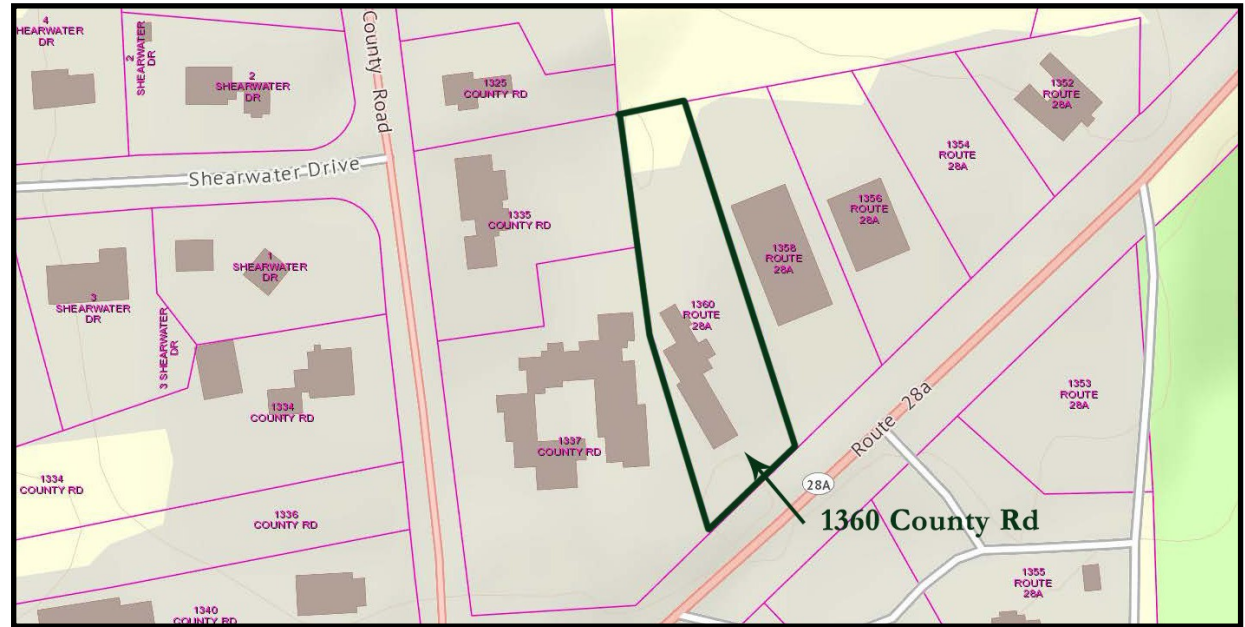 4
SHEARWATER
DR
2
SHEARWATER
DR
2
SHEARWATER
DR
County Road
1325
COUNTY RD
1352
ROUTE
28A
1354
ROUTE
28A
Shearwater Drive
1335
COUNTY RD
1356
ROUTE
28A
1358
ROUTE
28A
1
SHEARWATER
DR
3
SHEARWATER
DR
3 SHEARWATER
DR
1360
ROUTE
28A
1334
COUNTY RD
1337
COUNTY RD
Route 28a
1353
ROUTE
28A
1334
COUNTY RD
28A
1336
COUNTY RD
1360 County Rd
1355
ROUTE
28A
1340
COUNTY RD